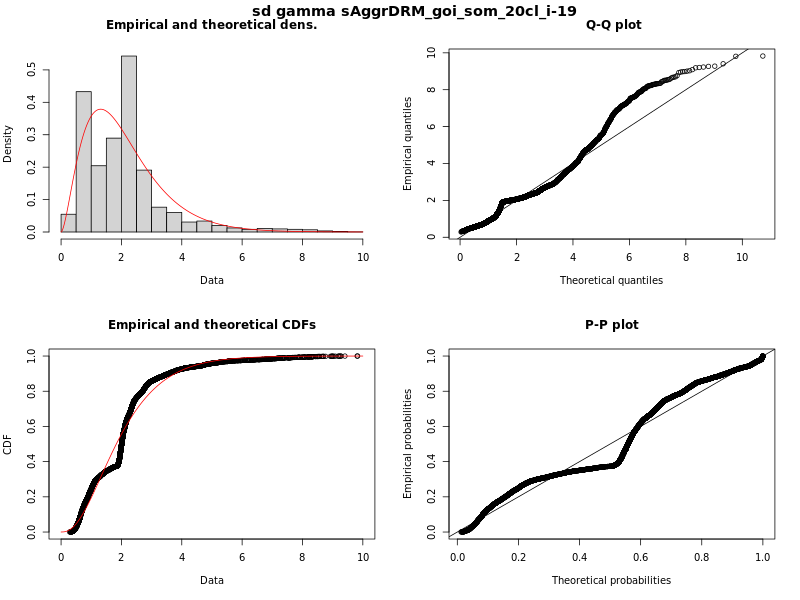 sd gamma sAggrDRM_goi_som_20cl_i-19
Empirical and theoretical dens.
Density
0.0 0.1 0.2 0.3 0.4 0.5
0 2 4 6 8 10
Data
Q-Q plot
Empirical quantiles
0 2 4 6 8 10
0 2 4 6 8 10
Theoretical quantiles
Empirical and theoretical CDFs
CDF
0.0 0.2 0.4 0.6 0.8 1.0
0 2 4 6 8 10
Data
P-P plot
Empirical probabilities
0.0 0.2 0.4 0.6 0.8 1.0
0.0 0.2 0.4 0.6 0.8 1.0
Theoretical probabilities